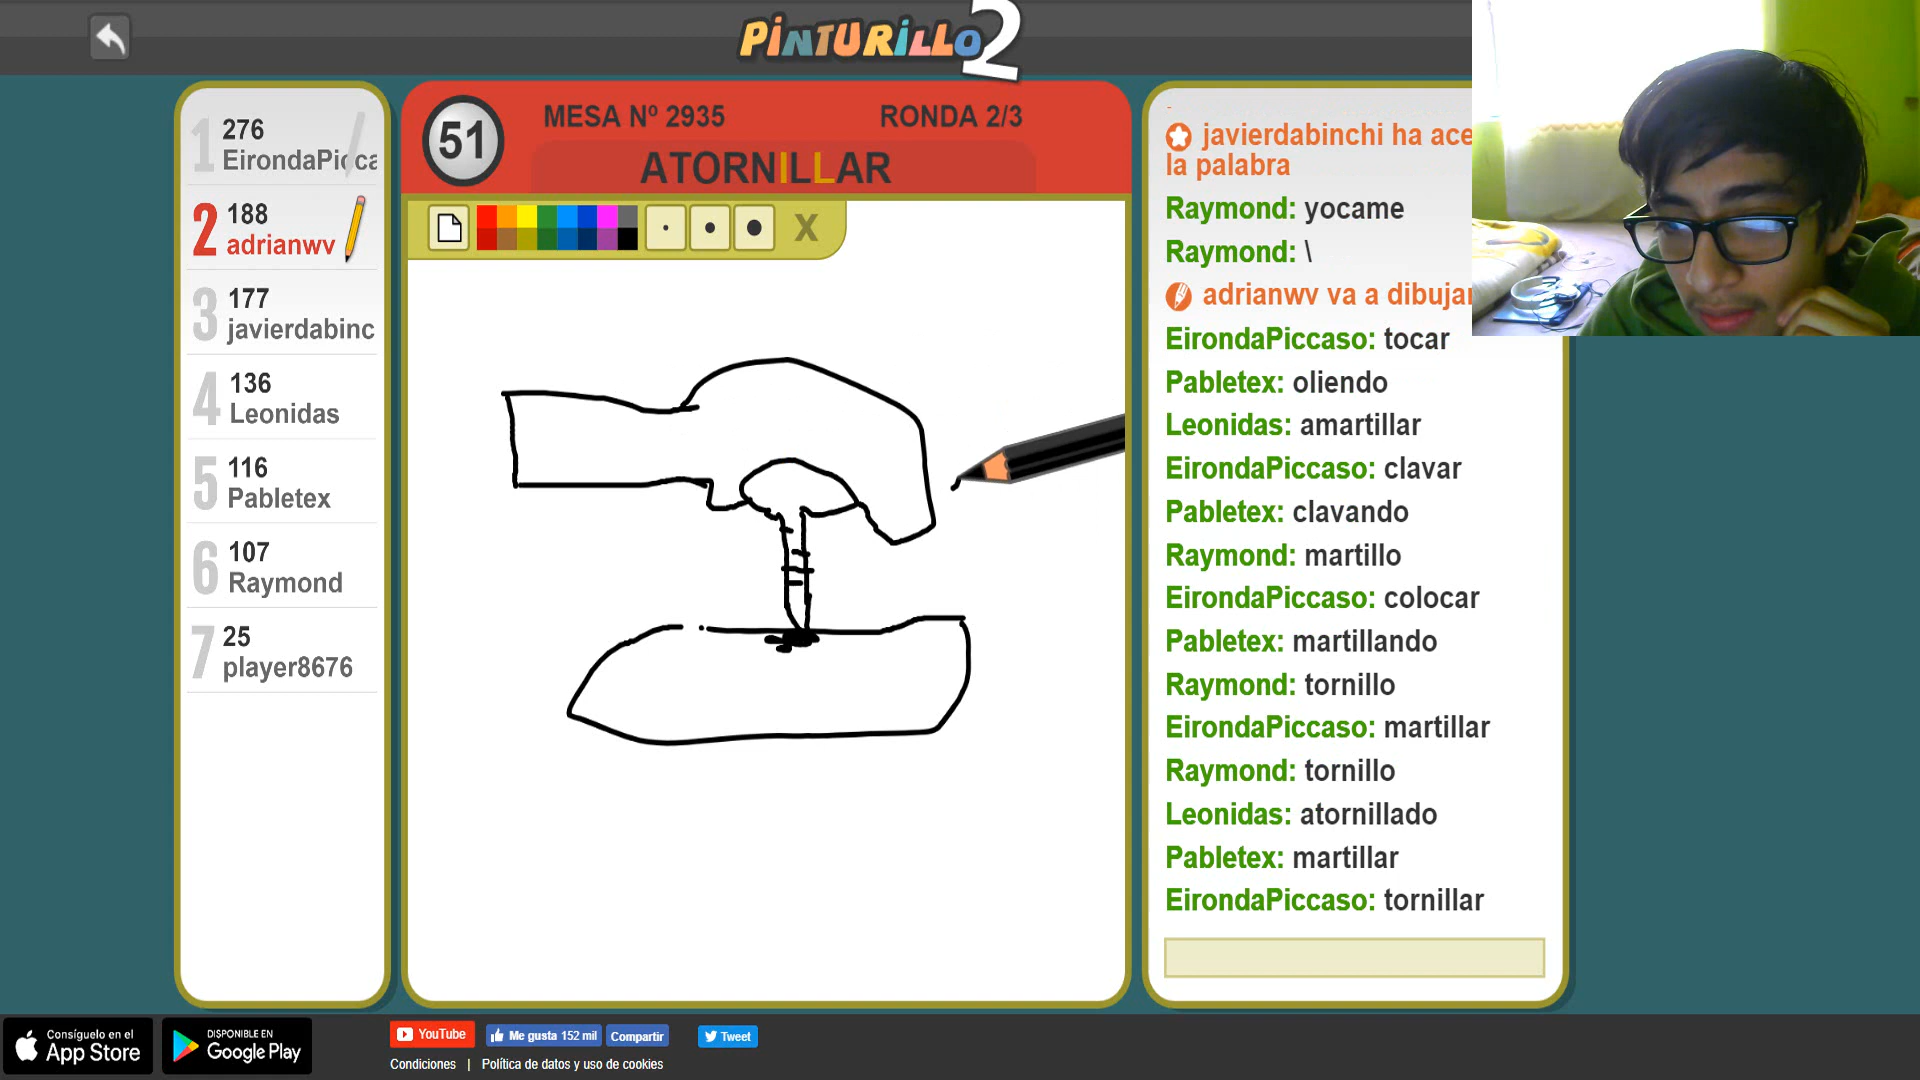 PiNTURiLLO 2
1 276
EirondaPicca
2 188
adrianwv
3 177
javierdabinc
4 136
Leonidas
5 116
Pabletex
6 107
Raymond
7 25
player8676
51
MESA Nº 2935
RONDA 2/3
ATORNILLAR
X
javierdabinchi ha ace
la palabra
Raymond: yocame
Raymond: \
adrianwv va a dibujar
EirondaPiccaso: tocar
Pabletex: oliendo
Leonidas: amartillar
EirondaPiccaso: clavar
Pabletex: clavando
Raymond: martillo
EirondaPiccaso: colocar
Pabletex: martillando
Raymond: tornillo
EirondaPiccaso: martillar
Raymond: tornillo
Leonidas: atornillado
Pabletex: martillar
EirondaPiccaso: tornillar
Consíguelo en el
App Store
DISPONIBLE EN
Google Play
YouTube
Me gusta 152 mil
Compartir
Tweet
Condiciones | Política de datos y uso de cookies